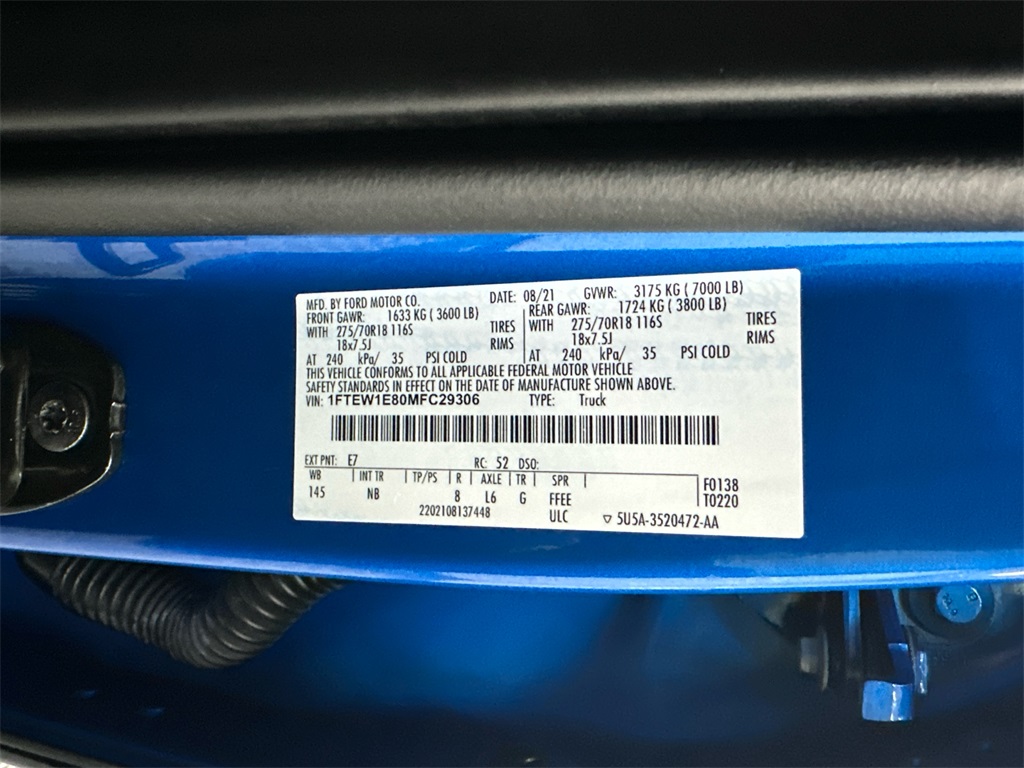 MFD. BY FORD MOTOR CO. DATE: 08/21 GVWR: 3175 KG ( 7000 LB)
FRONT GAWR: 1633 KG ( 3600 LB) REAR GAWR: 1724 KG ( 3800 LB)
WITH 275/70R18 116S TIRES WITH 275/70R18 116S TIRES
18x7.5J RIMS 18x7.5J RIMS
AT 240 kPa/ 35 PSI COLD AT 240 kPa/ 35 PSI COLD
THIS VEHICLE CONFORMS TO ALL APPLICABLE FEDERAL MOTOR VEHICLE
SAFETY STANDARDS IN EFFECT ON THE DATE OF MANUFACTURE SHOWN ABOVE.
VIN: 1FTEW1E80MFC29306 TYPE: Truck
EXT PNT: E7 RC: 52 DSO:
WB INT TR TP/PS R AXLE TR SPR F0138
145 NB 8 L6 G FFEE T0220
2202108137448 ULC ▽ 5U5A-3520472-AA